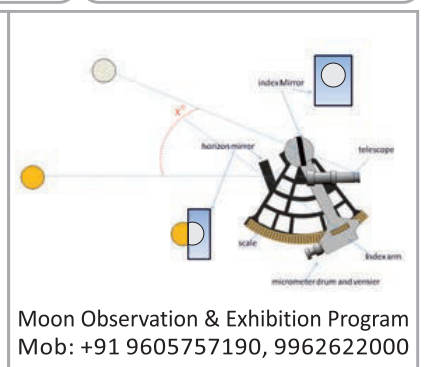 indexMirror
x°
horizon mirror
telescope
scale
Index arm
micrometer drum and vernier
Moon Observation & Exhibition Program
Mob: +91 9605757190, 9962622000